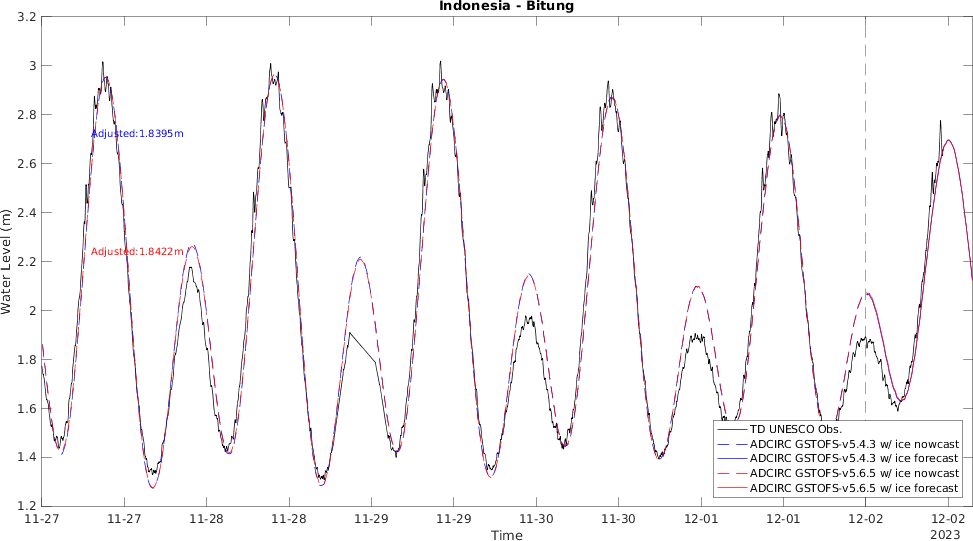 Indonesia - Bitung
3.2
3
2.8
2.6
2.4
2.2
2
1.8
1.6
1.4
1.2
Water Level (m)
Adjusted:1.8395m
Adjusted:1.8422m
TD UNESCO Obs.
ADCIRC GSTOFS-v5.4.3 w/ ice nowcast
ADCIRC GSTOFS-v5.4.3 w/ ice forecast
ADCIRC GSTOFS-v5.6.5 w/ ice nowcast
ADCIRC GSTOFS-v5.6.5 w/ ice forecast
11-27 11-27 11-28 11-28 11-29 11-29 11-30 11-30 12-01 12-01 12-02 12-02
2023
Time